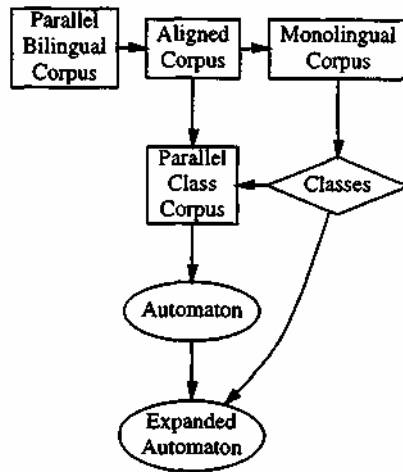 Parallel
Bilingual
Corpus
Aligned
Corpus
Monolingual
Corpus
Parallel
Class
Corpus
Classes
Automaton
Expanded
Automaton